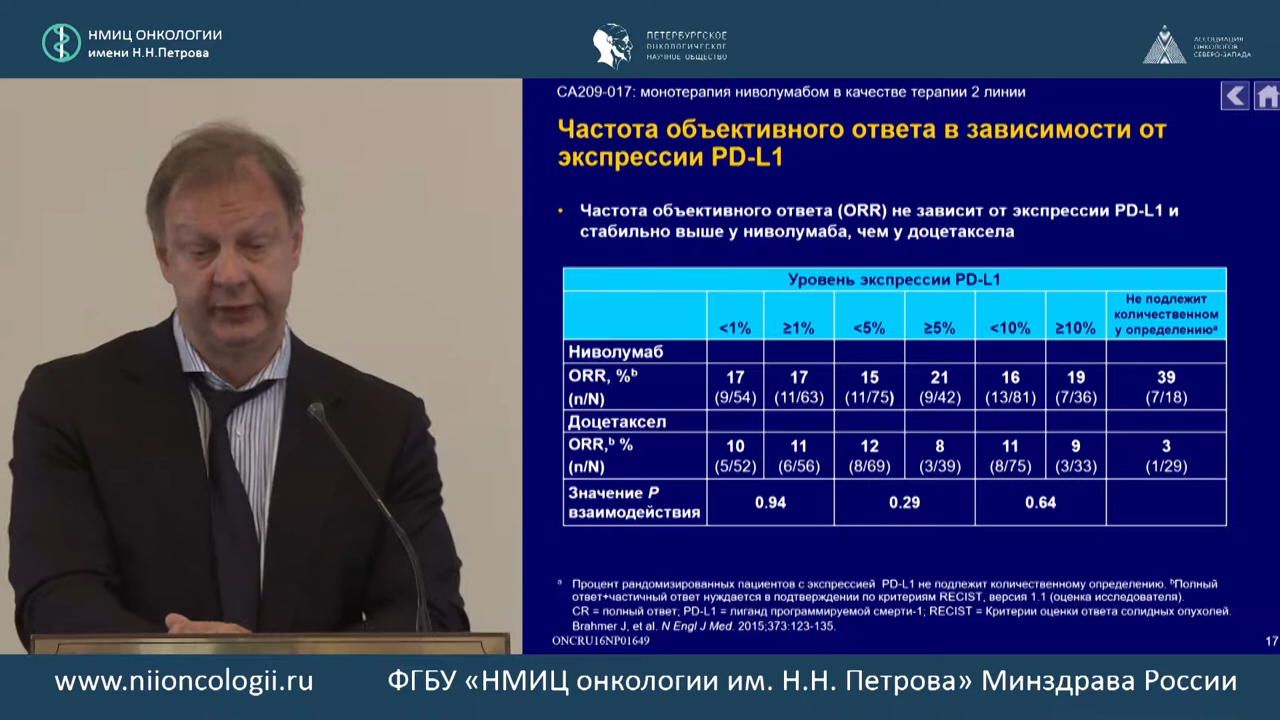 НМИЦ ОНКОЛОГИИ
имени Н.Н.Петрова
ПЕТЕРБУРГСКОЕ
ОНКОЛОГИЧЕСКОЕ
НАУЧНОЕ ОБЩЕСТВО
АССОЦИАЦИЯ
ОНКОЛОГОВ
СЕВЕРО-ЗАПАДА
CA209-017: монотерапия ниволумабом в качестве терапии 2 линии
Частота объективного ответа в зависимости от
экспрессии PD-L1
• Частота объективного ответа (ORR) не зависит от экспрессии PD-L1 и
стабильно выше у ниволумаба, чем у доцетаксела
Уровень экспрессии PD-L1
<1% ≥1% <5% ≥5% <10% ≥10% Не подлежит
количественном
у определениюᵃ
Ниволумаб
ORR, %ᵇ 17 17 15 21 16 19 39
(n/N) (9/54) (11/63) (11/75) (9/42) (13/81) (7/36) (7/18)
Доцетаксел
ORR,ᵇ % 10 11 12 8 11 9 3
(n/N) (5/52) (6/56) (8/69) (3/39) (8/75) (3/33) (1/29)
Значение P
взаимодействия 0.94 0.29 0.64
ᵃ Процент рандомизированных пациентов с экспрессией PD-L1 не подлежит количественному определению. ᵇПолный
ответ+частичный ответ нуждается в подтверждении по критериям RECIST, версия 1.1 (оценка исследователя).
CR = полный ответ; PD-L1 = лиганд программируемой смерти-1; RECIST = Критерии оценки ответа солидных опухолей.
Brahmer J, et al. N Engl J Med. 2015;373:123-135.
ONCRU16NP01649
17
www.niioncologii.ru
ФГБУ «НМИЦ онкологии им. Н.Н. Петрова» Минздрава России